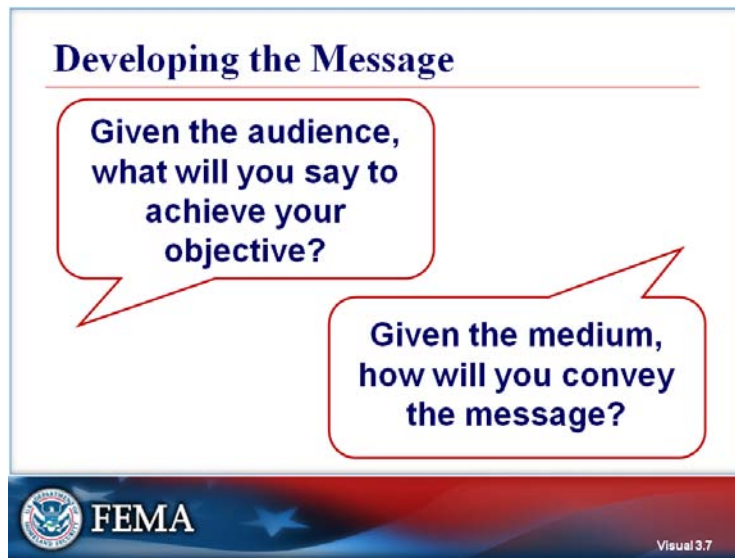 Developing the Message
Given the audience,
what will you say to
achieve your
objective?
Given the medium,
how will you convey
the message?
FEMA
Visual 3.7